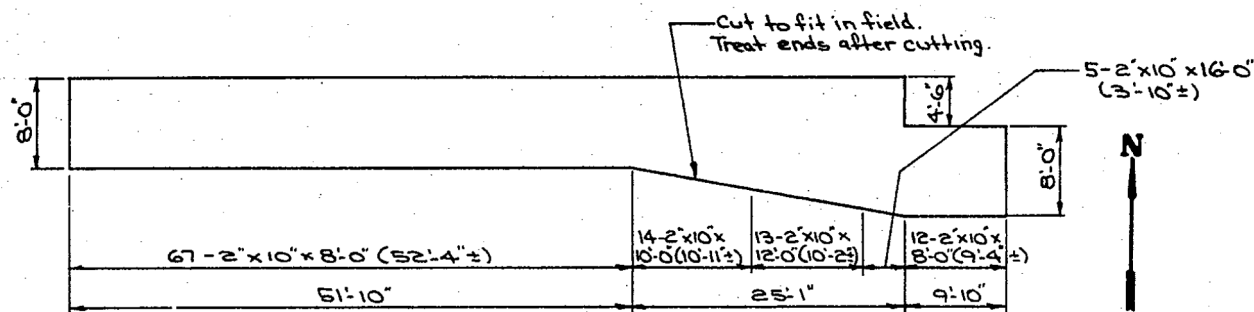 Cut to fit in field.
Treat ends after cutting.
5-2"x10"x16'-0"
(3'-10"±)
8'-0"
4'-6"
8'-0"
N
67-2"x10"x8'-0" (52'-4"±)
14-2"x10"x
10'-0"(10'-11"±)
13-2"x10"x
12'-0"(10'-2"±)
12-2"x10"x
8'-0"(9'-4"±)
51'-10"
25'-1"
9'-10"